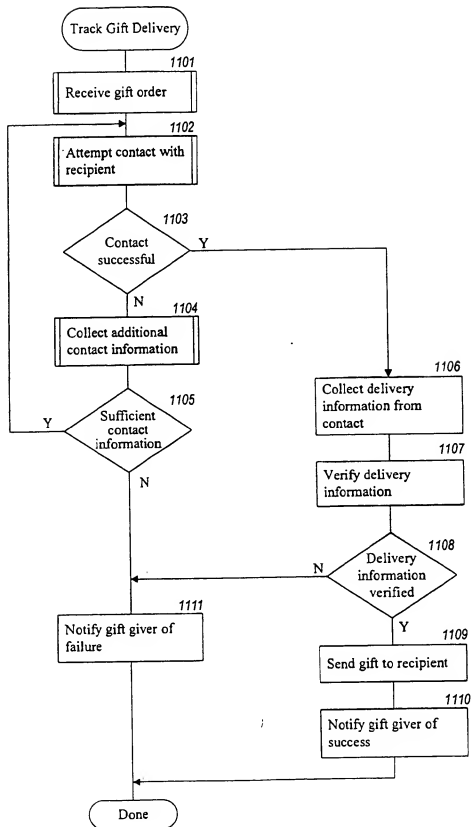 Track Gift Delivery
1101
Receive gift order
1102
Attempt contact with
recipient
1103
Contact
successful
Y
N
1104
Collect additional
contact information
1105
Sufficient
contact
information
Y
N
1106
Collect delivery
information from
contact
1107
Verify delivery
information
1108
Delivery
information
verified
N
Y
1109
Send gift to recipient
1110
Notify gift giver of
success
1111
Notify gift giver of
failure
Done